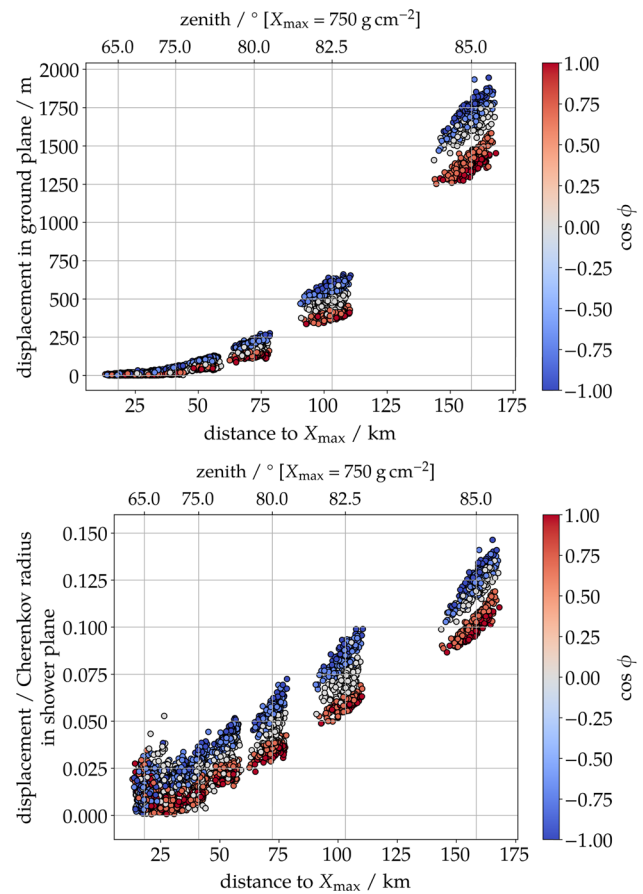 zenith / ° [Xmax = 750 g cm−2]
65.0 75.0 80.0 82.5 85.0
2000
1750
1500
1250
1000
750
500
250
0
displacement in ground plane / m
25 50 75 100 125 150 175
distance to Xmax / km
1.00
0.75
0.50
0.25
0.00
−0.25
−0.50
−0.75
−1.00
cos ϕ
zenith / ° [Xmax = 750 g cm−2]
65.0 75.0 80.0 82.5 85.0
0.150
0.125
0.100
0.075
0.050
0.025
0.000
displacement / Cherenkov radius
in shower plane
25 50 75 100 125 150 175
distance to Xmax / km
1.00
0.75
0.50
0.25
0.00
−0.25
−0.50
−0.75
−1.00
cos ϕ